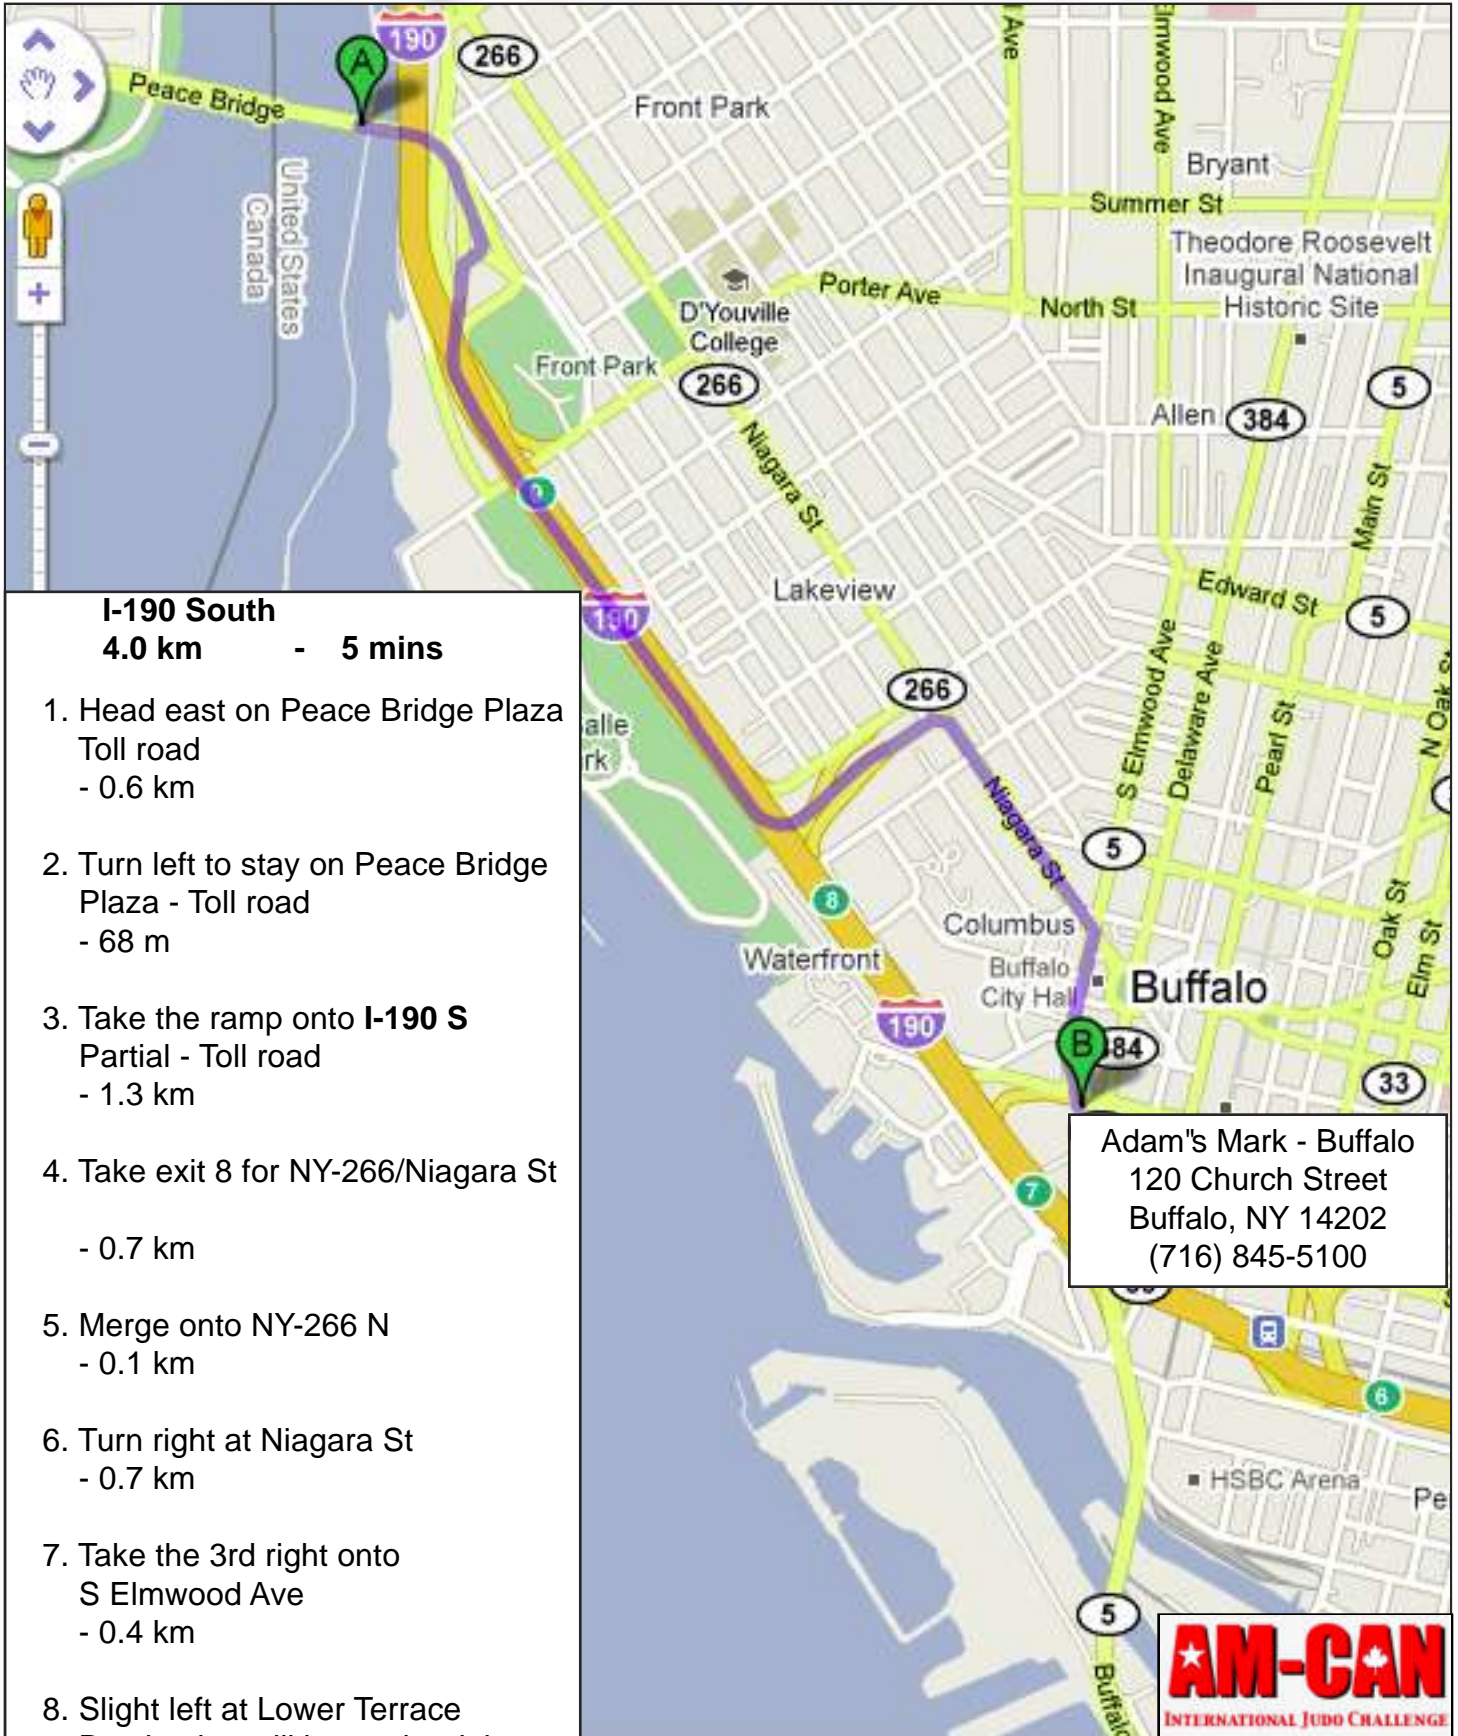 190
266
A
Peace Bridge
Front Park
Elmwood Ave
Bryant
Summer St
United States
Canada
Theodore Roosevelt
Inaugural National
Historic Site
Porter Ave
North St
D'Youville
College
Front Park
266
5
Allen
384
Niagara St
Main St
9
Lakeview
Edward St
5
190
I-190 South
4.0 km - 5 mins
1. Head east on Peace Bridge Plaza
Toll road
- 0.6 km
2. Turn left to stay on Peace Bridge
Plaza - Toll road
- 68 m
3. Take the ramp onto I-190 S
Partial - Toll road
- 1.3 km
4. Take exit 8 for NY-266/Niagara St
- 0.7 km
5. Merge onto NY-266 N
- 0.1 km
6. Turn right at Niagara St
- 0.7 km
7. Take the 3rd right onto
S Elmwood Ave
- 0.4 km
8. Slight left at Lower Terrace
266
S Elmwood Ave
Delaware Ave
Pearl St
N Oak
Niagara St
5
8
Oak St
Elm St
Columbus
Waterfront
Buffalo
City Hall
Buffalo
190
B
33
7
Adam"s Mark - Buffalo
120 Church Street
Buffalo, NY 14202
(716) 845-5100
6
HSBC Arena
5
AM-CAN
INTERNATIONAL JUDO CHALLENGE